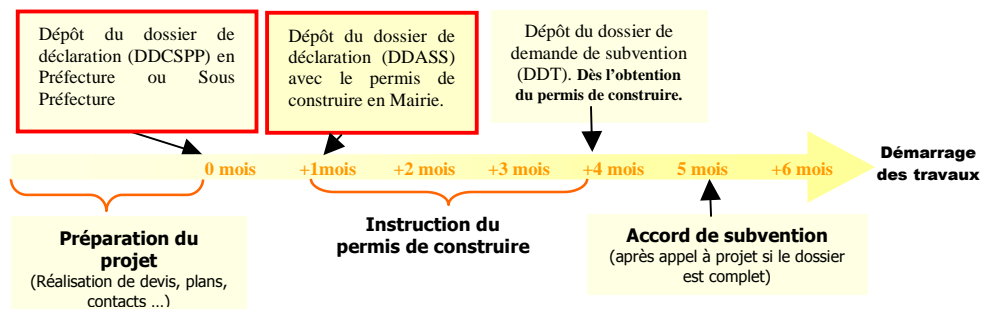 Dépôt du dossier de
déclaration (DDCSPP) en
Préfecture ou Sous
Préfecture
Dépôt du dossier de
déclaration (DDASS)
avec le permis de
construire en Mairie.
Dépôt du dossier de
demande de subvention
(DDT). Dès l'obtention
du permis de construire.
0 mois +1mois +2 mois +3 mois +4 mois 5 mois +6 mois
Démarrage
des travaux
Préparation du
projet
(Réalisation de devis, plans,
contacts ...)
Instruction du
permis de construire
Accord de subvention
(après appel à projet si le dossier
est complet)